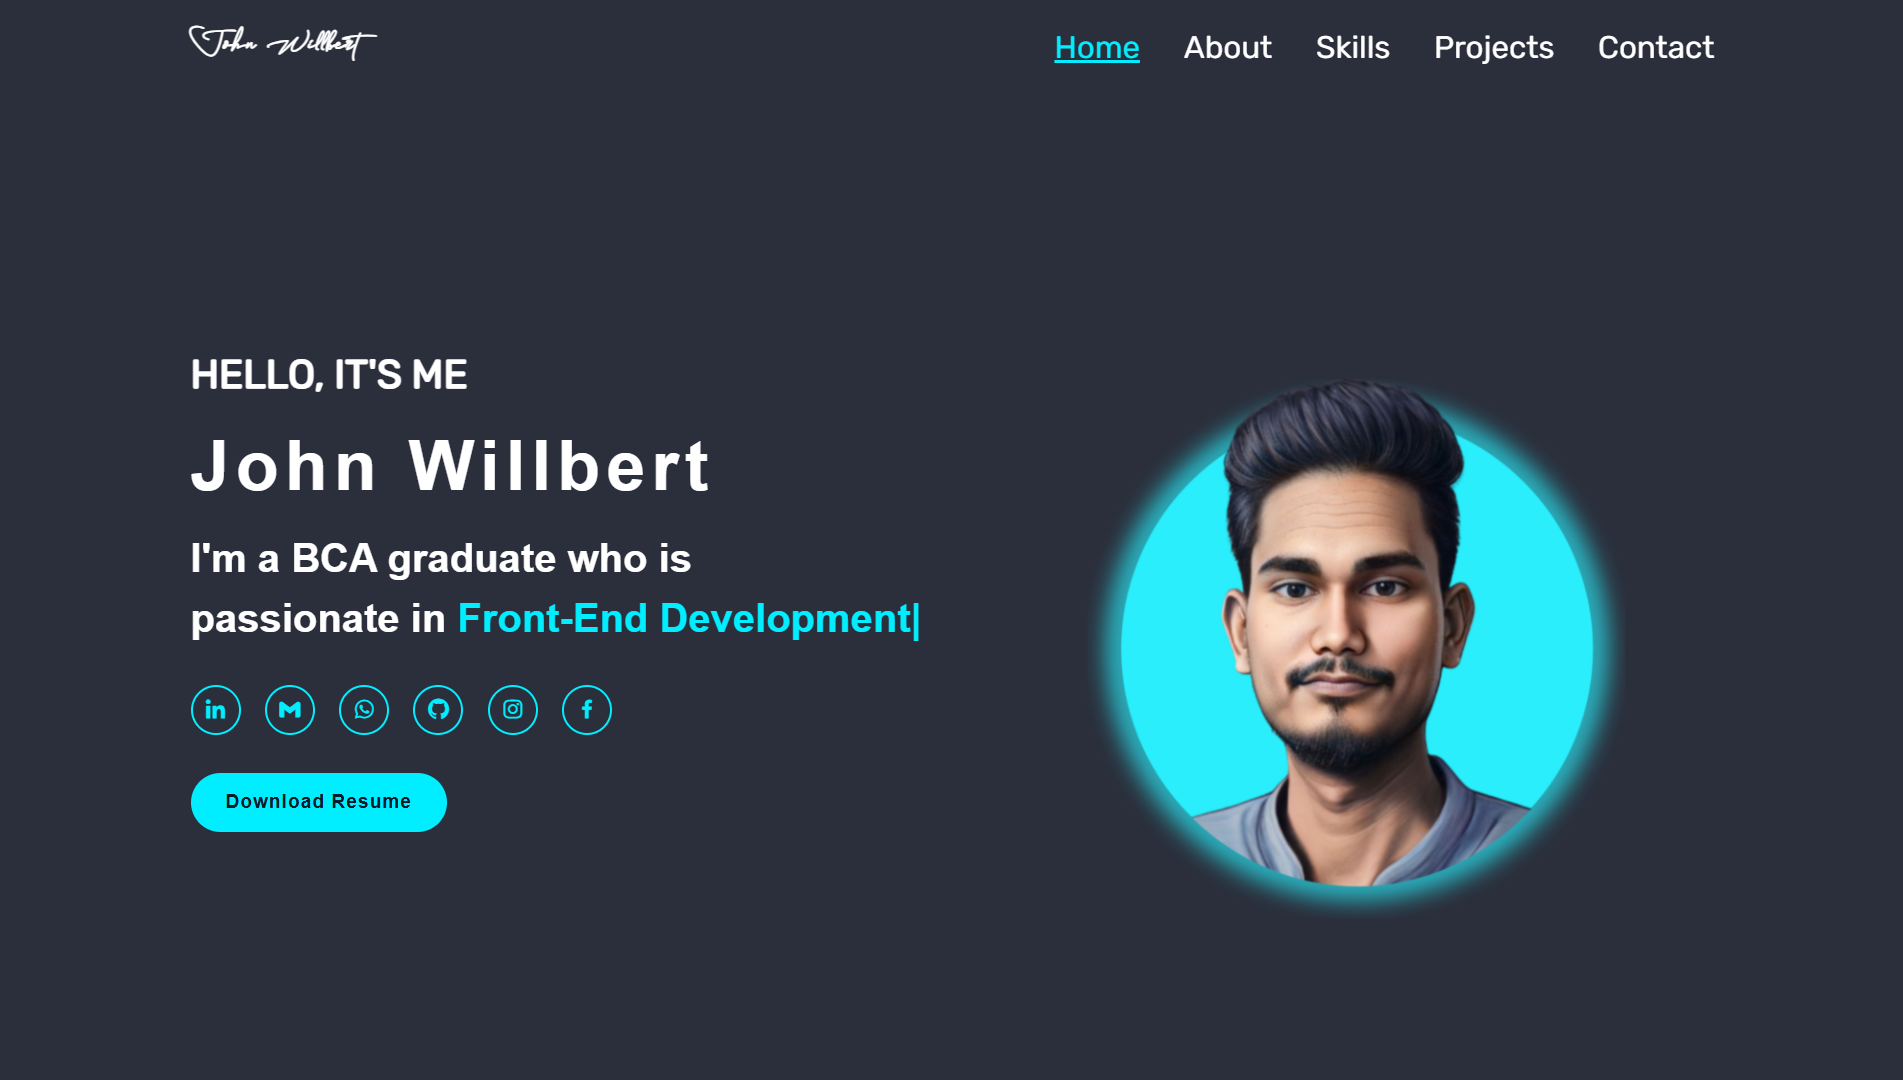 John Willbert
Home About Skills Projects Contact
HELLO, IT'S ME
John Willbert
I'm a BCA graduate who is
passionate in Front-End Development|
Download Resume